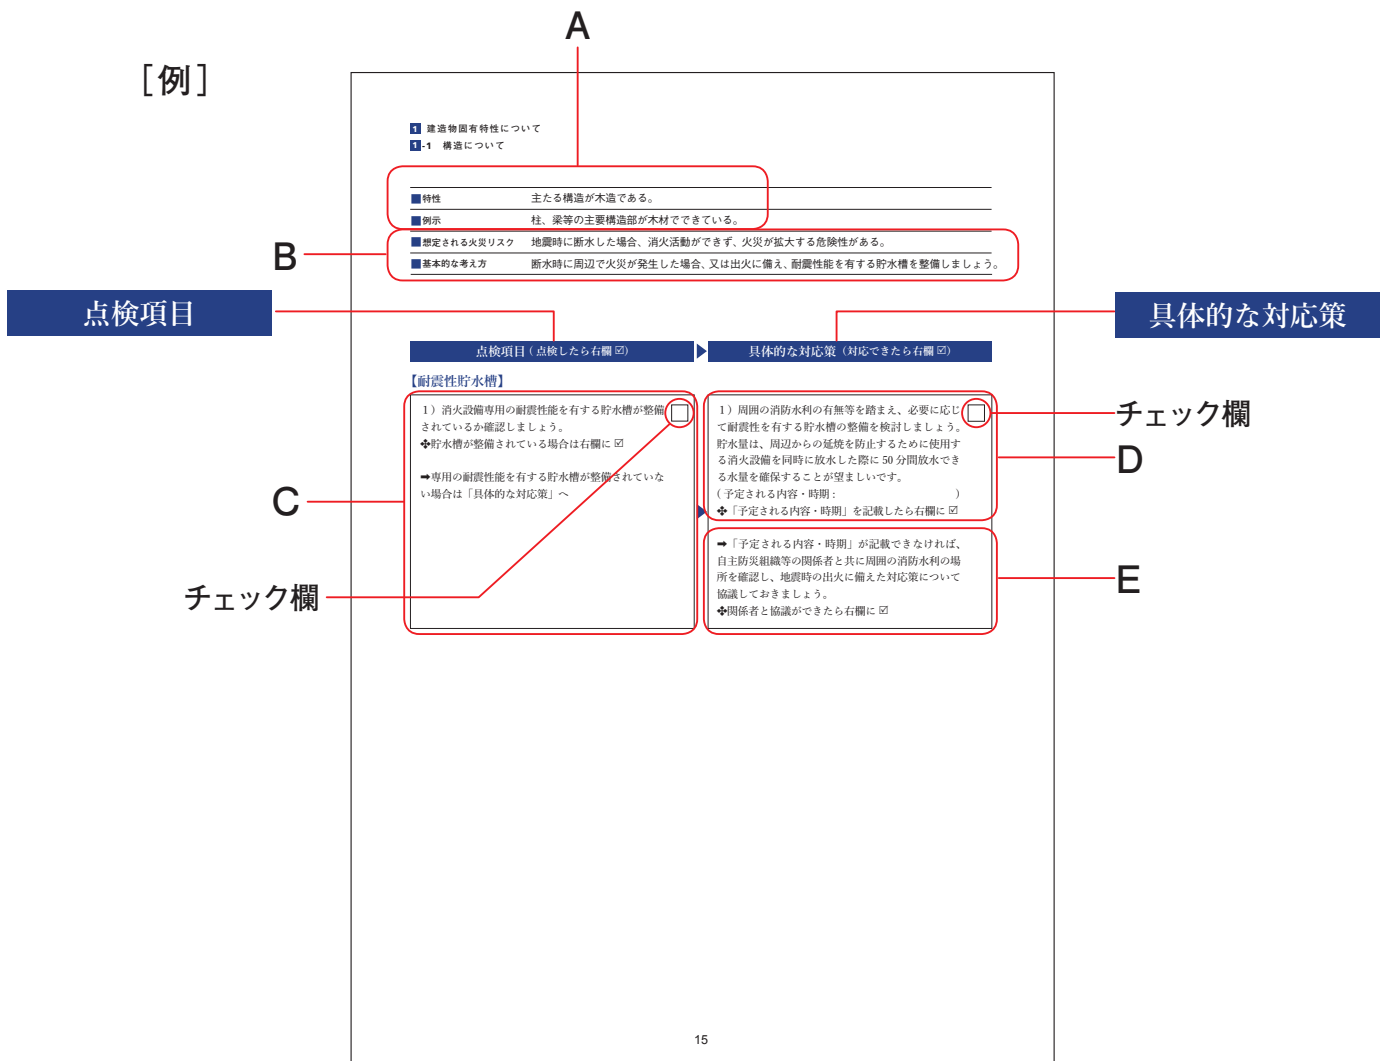 A
［例］
1 建造物固有特性について
1-1 構造について
■特性 主たる構造が木造である。
■例示 柱、梁等の主要構造部が木材でできている。
B
■想定される火災リスク 地震時に断水した場合、消火活動ができず、火災が拡大する危険性がある。
■基本的な考え方 断水時に周辺で火災が発生した場合、又は出火に備え、耐震性能を有する貯水槽を整備しましょう。
点検項目
具体的な対応策
点検項目（点検したら右欄☑）
具体的な対応策（対応できたら右欄☑）
【耐震性貯水槽】
1）消火設備専用の耐震性能を有する貯水槽が整備
されているか確認しましょう。
❖貯水槽が整備されている場合は右欄に☑
➡専用の耐震性能を有する貯水槽が整備されていな
い場合は「具体的な対応策」へ
C
チェック欄
1）周囲の消防水利の有無等を踏まえ、必要に応じ
て耐震性を有する貯水槽の整備を検討しましょう。
貯水量は、周辺からの延焼を防止するために使用す
る消火設備を同時に放水した際に 50 分間放水でき
る水量を確保することが望ましいです。
（予定される内容・時期： ）
❖「予定される内容・時期」を記載したら右欄に☑
チェック欄
D
➡「予定される内容・時期」が記載できなければ、
自主防災組織等の関係者と共に周囲の消防水利の場
所を確認し、地震時の出火に備えた対応策について
協議しておきましょう。
❖関係者と協議ができたら右欄に☑
E
15